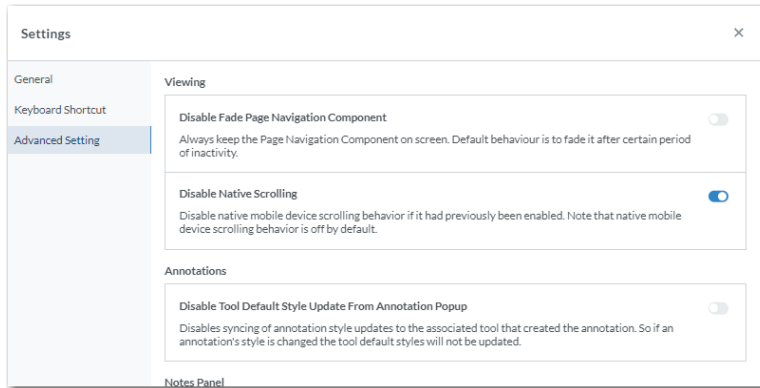 Settings
General
Keyboard Shortcut
Advanced Setting
Viewing
Disable Fade Page Navigation Component
Always keep the Page Navigation Component on screen. Default behaviour is to fade it after certain period
of inactivity.
Disable Native Scrolling
Disable native mobile device scrolling behavior if it had previously been enabled. Note that native mobile
device scrolling behavior is off by default.
Annotations
Disable Tool Default Style Update From Annotation Popup
Disables syncing of annotation style updates to the associated tool that created the annotation. So if an
annotation's style is changed the tool default styles will not be updated.
Notes Panel